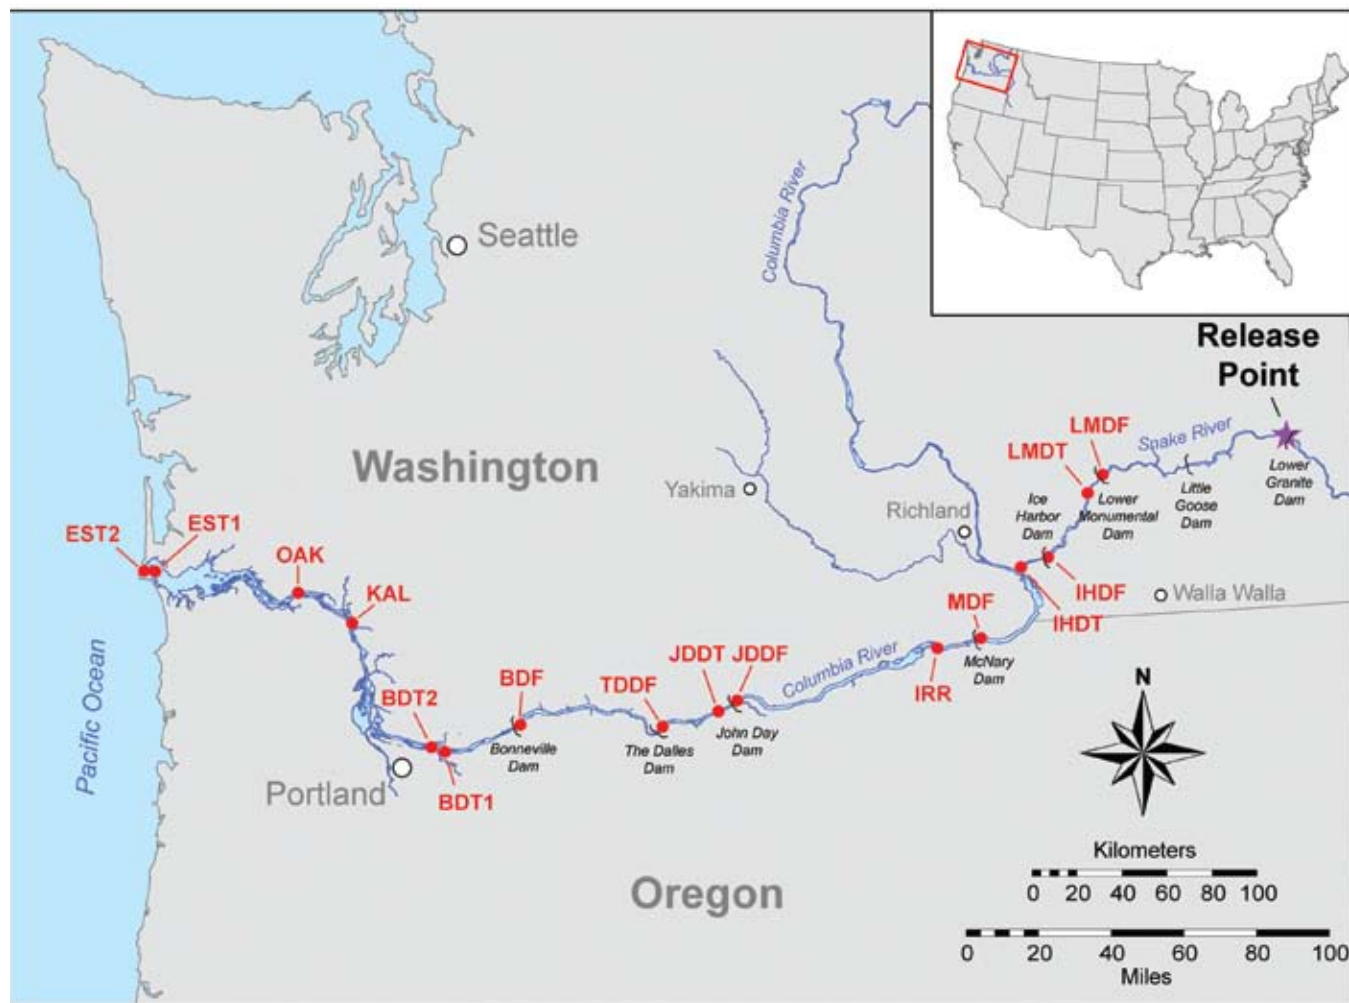 Seattle
Columbia River
Release
Point
LMDF
Snake River
LMDT
Washington
Yakima
Lower
Granite
Dam
Little
Goose
Dam
Ice
Harbor
Dam
Lower
Monumental
Dam
Richland
EST2
EST1
OAK
KAL
IHDF
Walla Walla
IHDT
MDF
McNary
Dam
IRR
Columbia River
JDDT
JDDF
TDDF
BDF
BDT2
John Day
Dam
The Dalles
Dam
Bonneville
Dam
Pacific Ocean
Portland
BDT1
Oregon
N
Kilometers
0 10 20 40 60 80 100
0 20 40 60 80 100
Miles